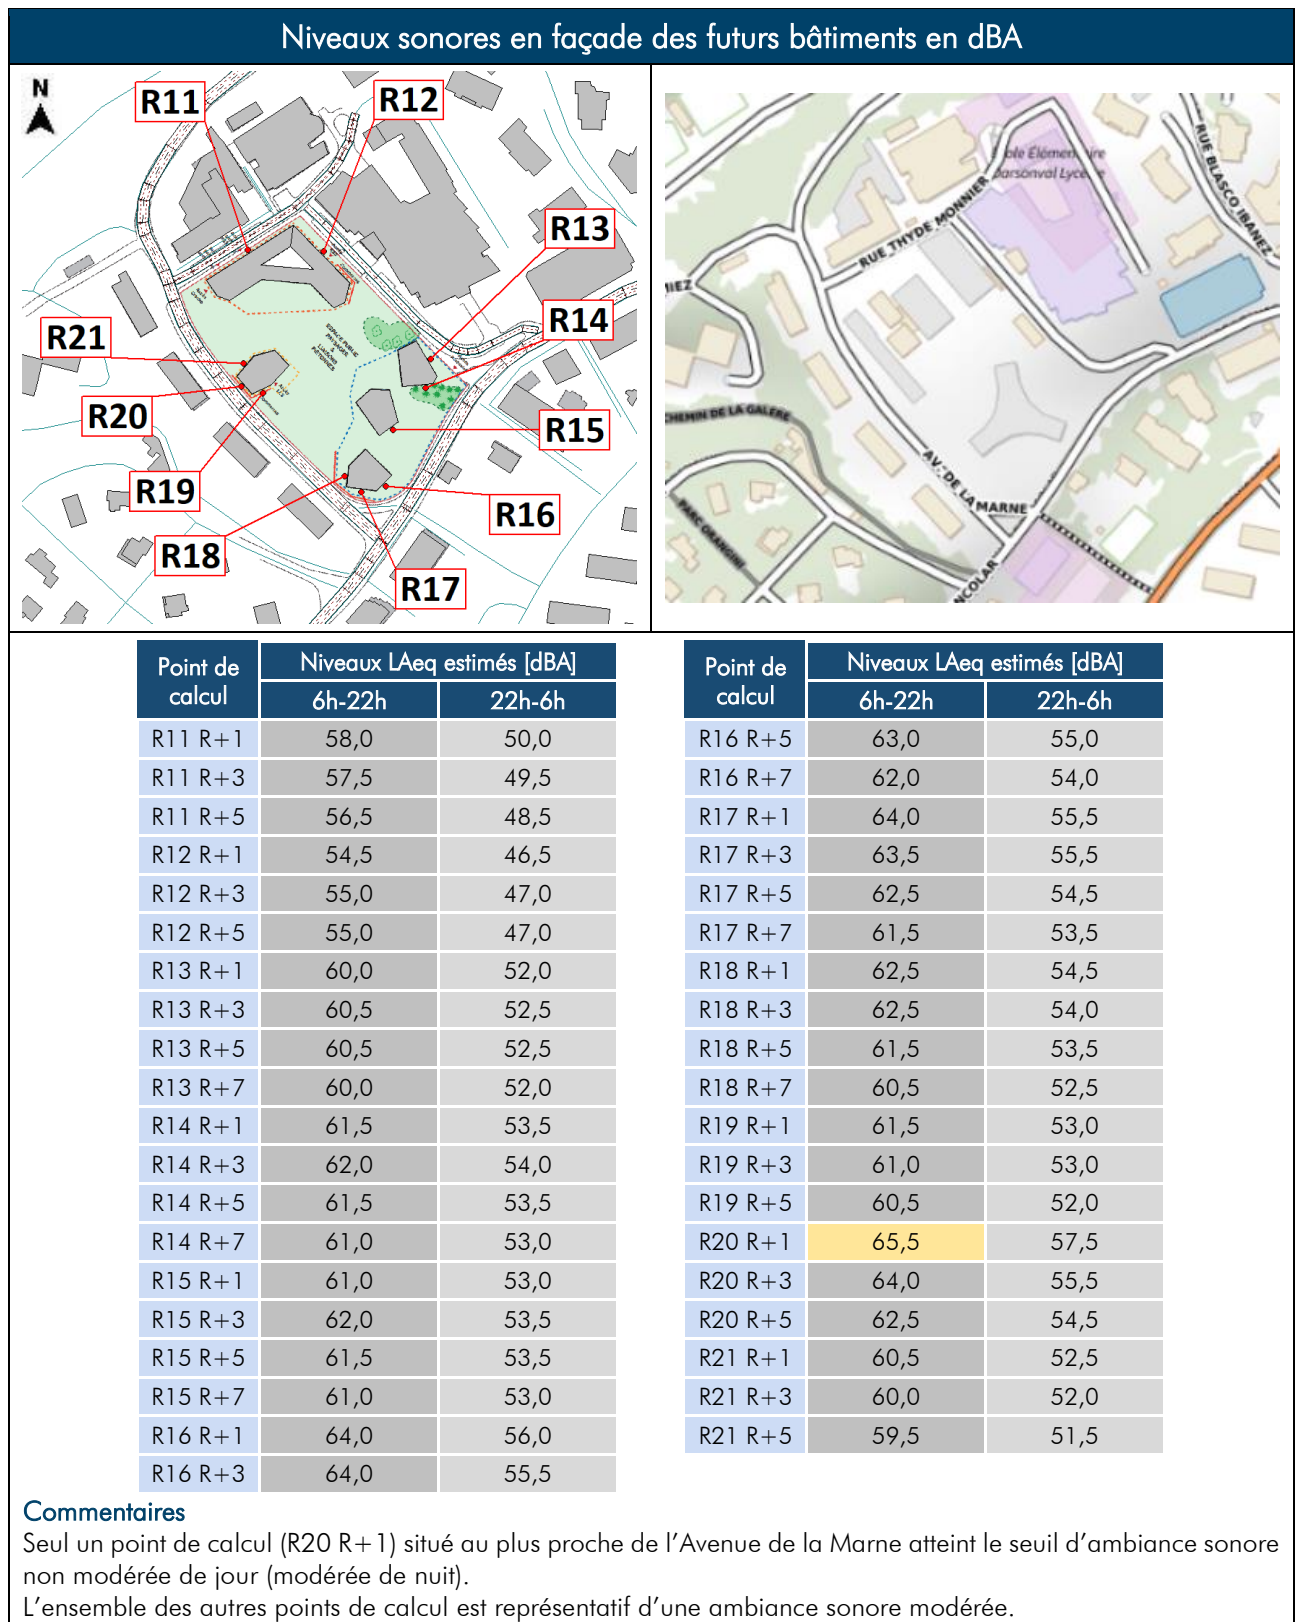 Niveaux sonores en façade des futurs bâtiments en dBA
N
R11
R12
R13
R14
R15
R16
R17
R18
R19
R20
R21
ESPACE PUBLIC
RUE THYDE MONNIER
RUE BLASCO IBANEZ
MIEZ
CHEMIN DE LA GALERE
PARC GRANGINI
AV. DE LA MARNE
NCOLAR
Point de calcul
Niveaux LAeq estimés [dBA]
6h-22h 22h-6h
R11 R+1 58,0 50,0
R11 R+3 57,5 49,5
R11 R+5 56,5 48,5
R12 R+1 54,5 46,5
R12 R+3 55,0 47,0
R12 R+5 55,0 47,0
R13 R+1 60,0 52,0
R13 R+3 60,5 52,5
R13 R+5 60,5 52,5
R13 R+7 60,0 52,0
R14 R+1 61,5 53,5
R14 R+3 62,0 54,0
R14 R+5 61,5 53,5
R14 R+7 61,0 53,0
R15 R+1 61,0 53,0
R15 R+3 62,0 53,5
R15 R+5 61,5 53,5
R15 R+7 61,0 53,0
R16 R+1 64,0 56,0
R16 R+3 64,0 55,5
Point de calcul
Niveaux LAeq estimés [dBA]
6h-22h 22h-6h
R16 R+5 63,0 55,0
R16 R+7 62,0 54,0
R17 R+1 64,0 55,5
R17 R+3 63,5 55,5
R17 R+5 62,5 54,5
R17 R+7 61,5 53,5
R18 R+1 62,5 54,5
R18 R+3 62,5 54,0
R18 R+5 61,5 53,5
R18 R+7 60,5 52,5
R19 R+1 61,5 53,0
R19 R+3 61,0 53,0
R19 R+5 60,5 52,0
R20 R+1 65,5 57,5
R20 R+3 64,0 55,5
R20 R+5 62,5 54,5
R21 R+1 60,5 52,5
R21 R+3 60,0 52,0
R21 R+5 59,5 51,5
Commentaires
Seul un point de calcul (R20 R+1) situé au plus proche de l'Avenue de la Marne atteint le seuil d'ambiance sonore
non modérée de jour (modérée de nuit).
L'ensemble des autres points de calcul est représentatif d'une ambiance sonore modérée.